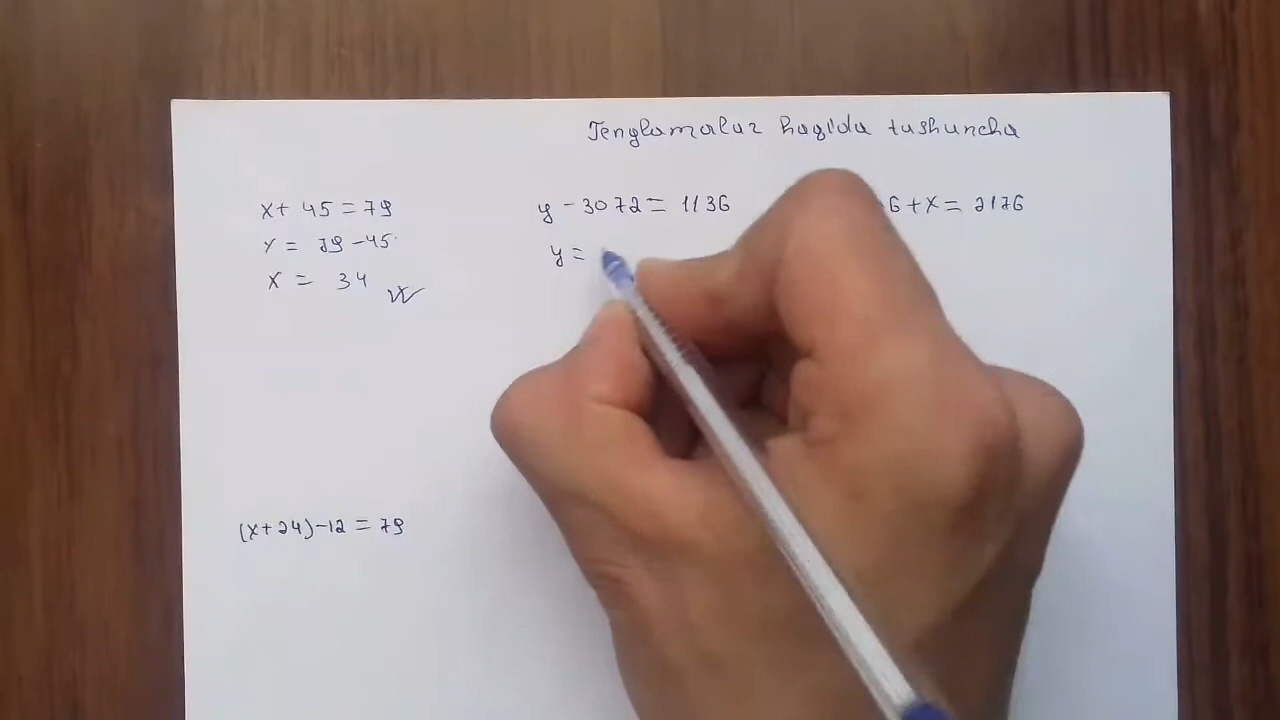 Tenglamalar haqida tushuncha
x + 45 = 79
x = 79 - 45
x = 34
y - 3072 = 1136
y =
6 + x = 2176
(x + 24) - 12 = 79